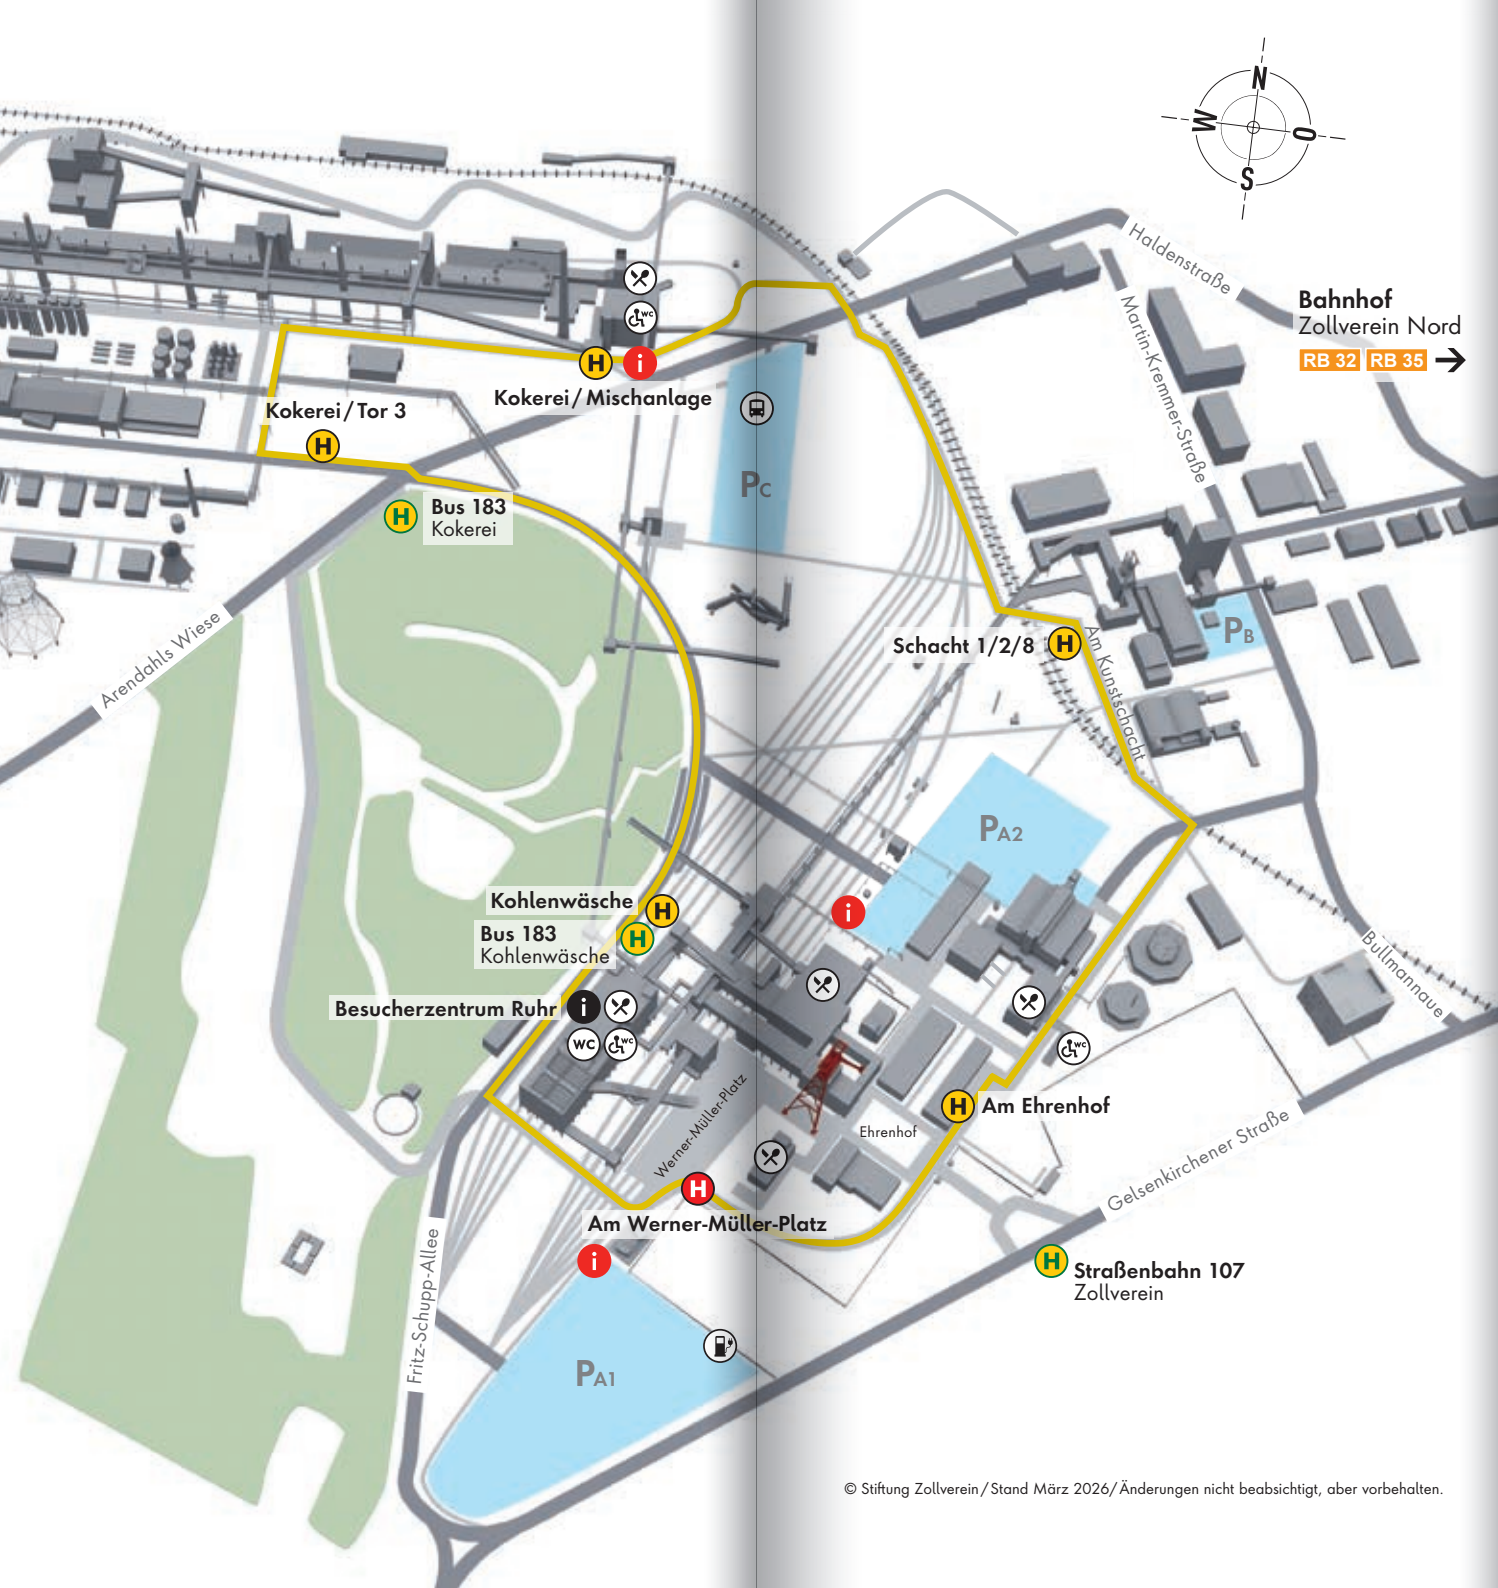 N
W
O
S
Haldenstraße
Martin-Kremmer-Straße
Bahnhof
Zollverein Nord
RB 32 RB 35
WC
H i
Kokerei / Mischanlage
Kokerei / Tor 3
H
PC
H
Bus 183
Kokerei
Arendahls Wiese
Schacht 1/2/8 H
Am Kunstschacht
PB
PA2
i
Kohlenwäsche H
Bus 183 H
Kohlenwäsche
Besucherzentrum Ruhr i
WC WC
WC
Bullmannaue
H Am Ehrenhof
Ehrenhof
Werner-Müller-Platz
H
Am Werner-Müller-Platz
i
Gelsenkirchener Straße
H Straßenbahn 107
Zollverein
Fritz-Schupp-Allee
PA1
© Stiftung Zollverein / Stand März 2026 / Änderungen nicht beabsichtigt, aber vorbehalten.